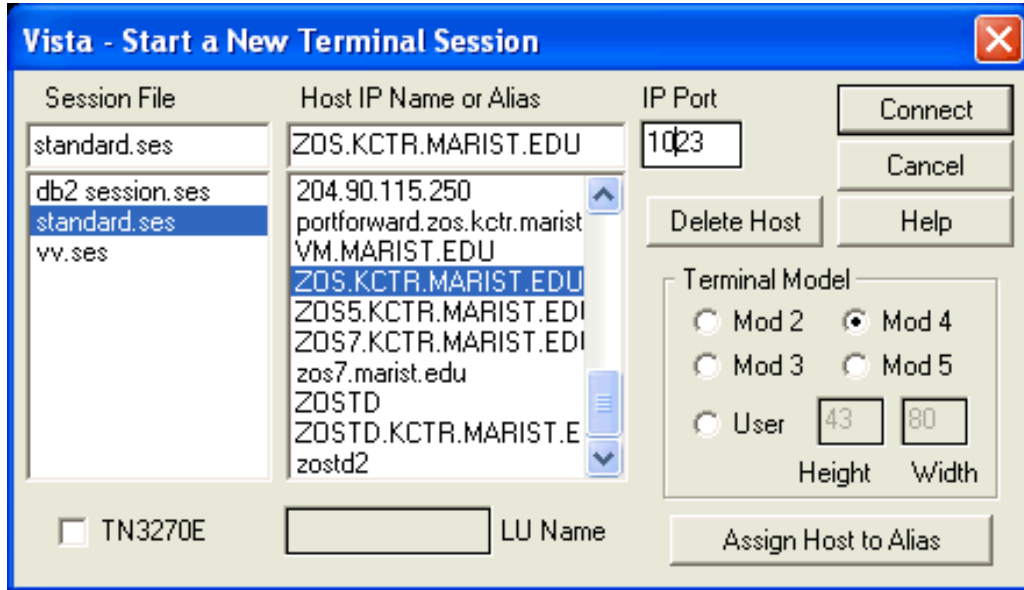 Vista - Start a New Terminal Session
Session File
Host IP Name or Alias
IP Port
standard.ses
ZOS.KCTR.MARIST.EDU
1023
Connect
Cancel
Help
Delete Host
db2 session.ses
standard.ses
vv.ses
204.90.115.250
portforward.zos.kctr.marist
VM.MARIST.EDU
ZOS.KCTR.MARIST.EDU
ZOS5.KCTR.MARIST.EDU
ZOS7.KCTR.MARIST.EDU
zos7.marist.edu
ZOSTD
ZOSTD.KCTR.MARIST.E
zostd2
Terminal Model
Mod 2 Mod 4
Mod 3 Mod 5
User 43 80
Height Width
TN3270E
LU Name
Assign Host to Alias